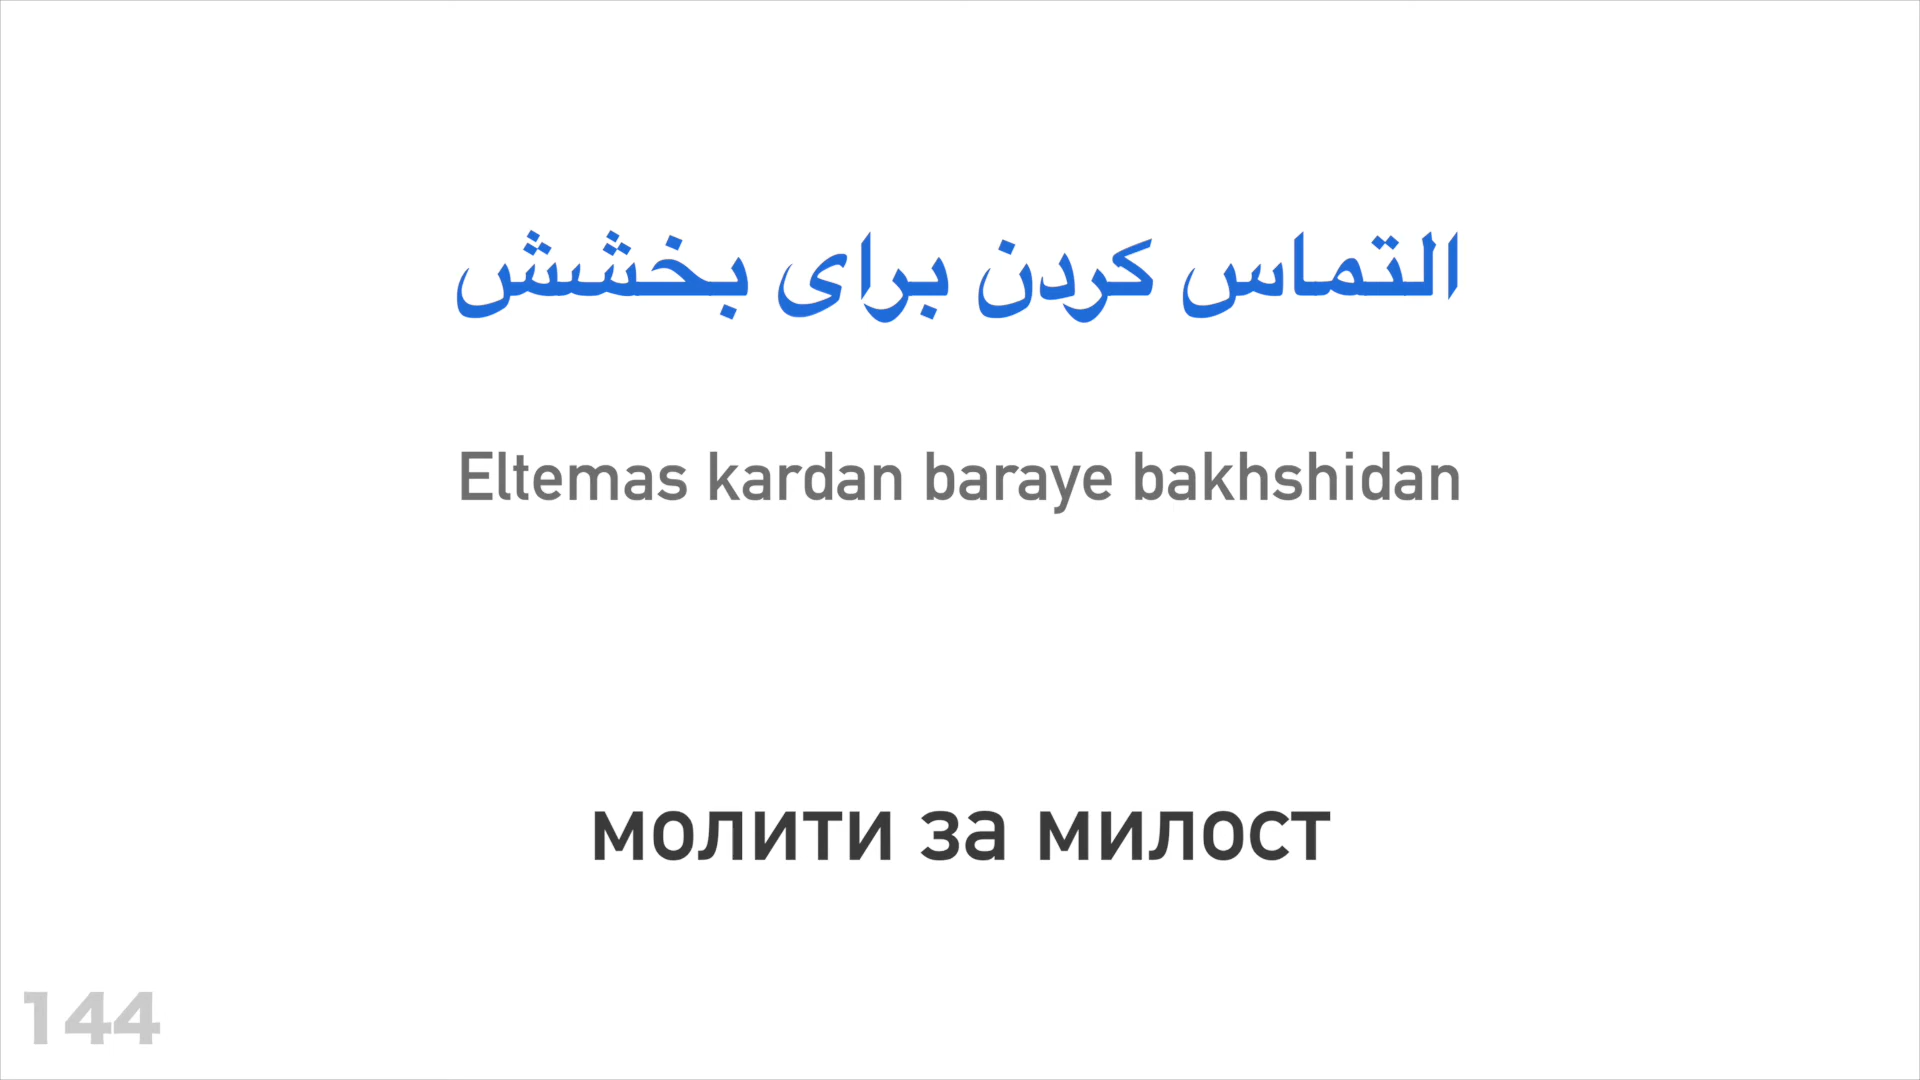 التماس کردن برای بخشش
Eltemas kardan baraye bakhshidan
молити за милост
144